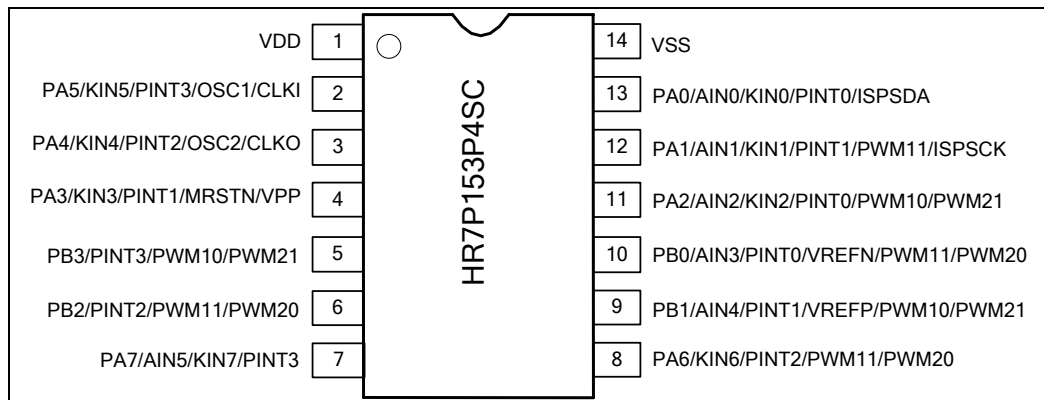 VDD 1
PA5/KIN5/PINT3/OSC1/CLKI 2
PA4/KIN4/PINT2/OSC2/CLKO 3
PA3/KIN3/PINT1/MRSTN/VPP 4
PB3/PINT3/PWM10/PWM21 5
PB2/PINT2/PWM11/PWM20 6
PA7/AIN5/KIN7/PINT3 7
HR7P153P4SC
14 VSS
13 PA0/AIN0/KIN0/PINT0/ISPSDA
12 PA1/AIN1/KIN1/PINT1/PWM11/ISPSCK
11 PA2/AIN2/KIN2/PINT0/PWM10/PWM21
10 PB0/AIN3/PINT0/VREFN/PWM11/PWM20
9 PB1/AIN4/PINT1/VREFP/PWM10/PWM21
8 PA6/KIN6/PINT2/PWM11/PWM20